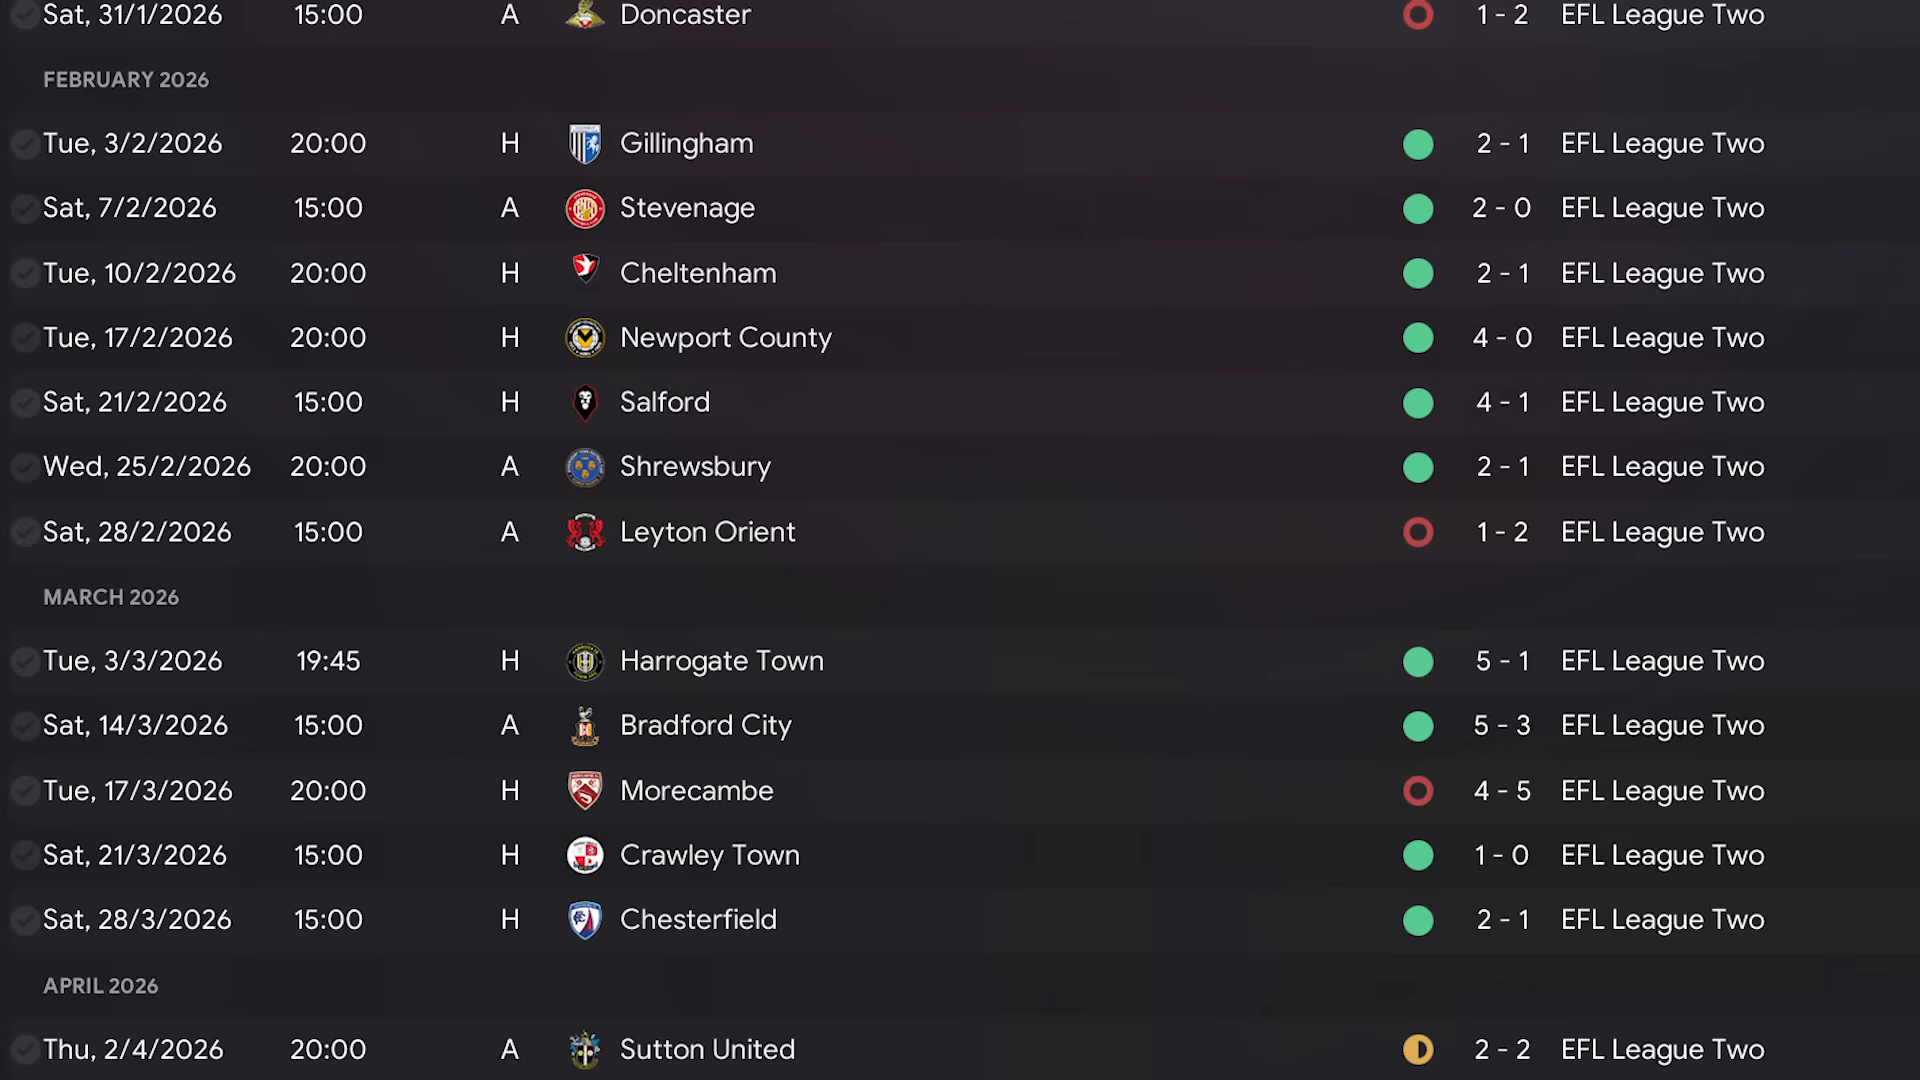 Sat, 31/1/2026 15:00 A Doncaster 1 - 2 EFL League Two
FEBRUARY 2026
Tue, 3/2/2026 20:00 H Gillingham 2 - 1 EFL League Two
Sat, 7/2/2026 15:00 A Stevenage 2 - 0 EFL League Two
Tue, 10/2/2026 20:00 H Cheltenham 2 - 1 EFL League Two
Tue, 17/2/2026 20:00 H Newport County 4 - 0 EFL League Two
Sat, 21/2/2026 15:00 H Salford 4 - 1 EFL League Two
Wed, 25/2/2026 20:00 A Shrewsbury 2 - 1 EFL League Two
Sat, 28/2/2026 15:00 A Leyton Orient 1 - 2 EFL League Two
MARCH 2026
Tue, 3/3/2026 19:45 H Harrogate Town 5 - 1 EFL League Two
Sat, 14/3/2026 15:00 A Bradford City 5 - 3 EFL League Two
Tue, 17/3/2026 20:00 H Morecambe 4 - 5 EFL League Two
Sat, 21/3/2026 15:00 H Crawley Town 1 - 0 EFL League Two
Sat, 28/3/2026 15:00 H Chesterfield 2 - 1 EFL League Two
APRIL 2026
Thu, 2/4/2026 20:00 A Sutton United 2 - 2 EFL League Two